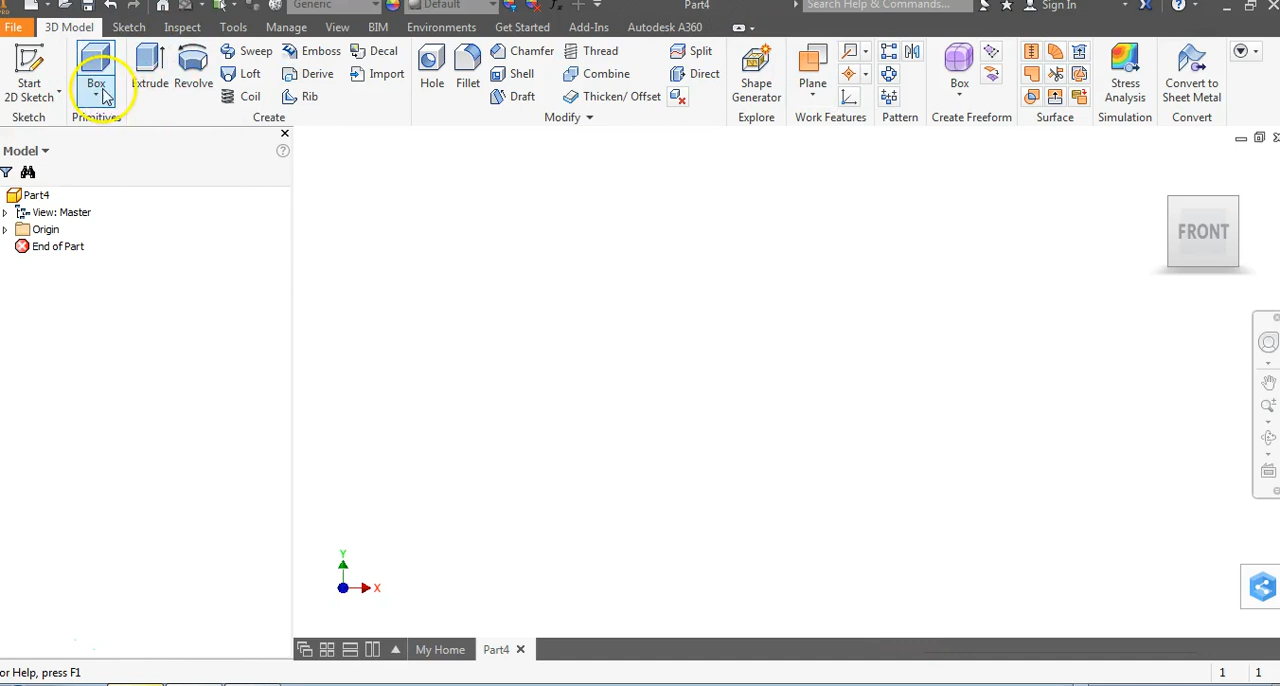 Generic Default Part4 Search Help & Commands... Sign In
File 3D Model Sketch Inspect Tools Manage View BIM Environments Get Started Add-Ins Autodesk A360
Start
2D Sketch
Sketch
Box
Primitives
Extrude
Revolve
Sweep
Loft
Coil
Emboss
Derive
Rib
Decal
Import
Create
Hole
Fillet
Chamfer
Shell
Draft
Thread
Combine
Thicken/ Offset
Split
Direct
Modify
Shape
Generator
Explore
Plane
Work Features
Pattern
Box
Create Freeform
Surface
Stress
Analysis
Simulation
Convert to
Sheet Metal
Convert
Model
Part4
View: Master
Origin
End of Part
FRONT
Y
X
My Home Part4
or Help, press F1
1 1